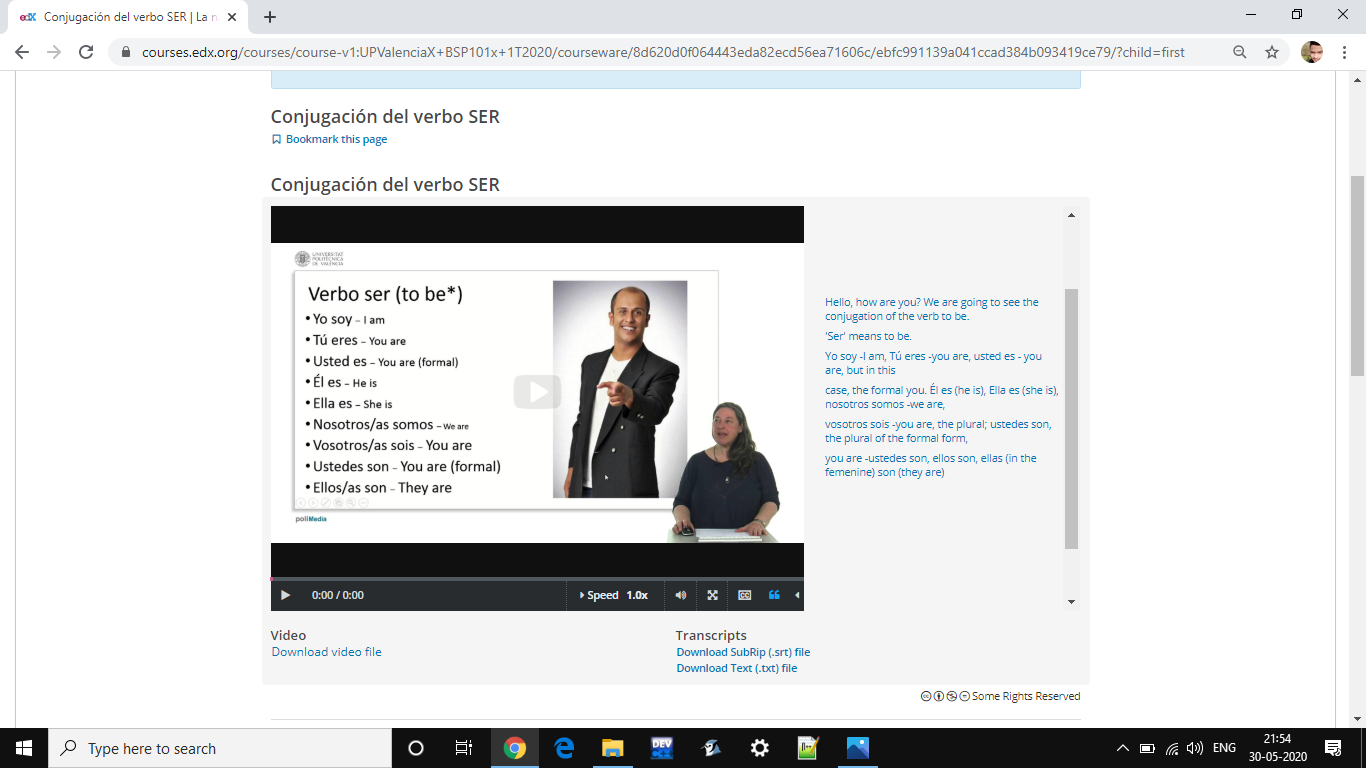 edX Conjugación del verbo SER | La n
courses.edx.org/courses/course-v1:UPValenciaX+BSP101x+1T2020/courseware/8d620d0f064443eda82ecd56ea71606c/ebfc991139a041ccad384b093419ce79/?child=first
Conjugación del verbo SER
Bookmark this page
Conjugación del verbo SER
UNIVERSITAT
POLITÈCNICA
DE VALÈNCIA
Verbo ser (to be*)
• Yo soy – I am
• Tú eres – You are
• Usted es – You are (formal)
• Él es – He is
• Ella es – She is
• Nosotros/as somos – We are
• Vosotros/as sois – You are
• Ustedes son – You are (formal)
• Ellos/as son – They are
poliMedia
Hello, how are you? We are going to see the
conjugation of the verb to be.
'Ser' means to be.
Yo soy -I am, Tú eres -you are, usted es - you
are, but in this
case, the formal you. Él es (he is), Ella es (she is),
nosotros somos -we are,
vosotros sois -you are, the plural; ustedes son,
the plural of the formal form,
you are -ustedes son, ellos son, ellas (in the
femenine) son (they are)
0:00 / 0:00
Speed 1.0x
CC
Video
Download video file
Transcripts
Download SubRip (.srt) file
Download Text (.txt) file
Some Rights Reserved
Type here to search
DEV
ENG
21:54
30-05-2020